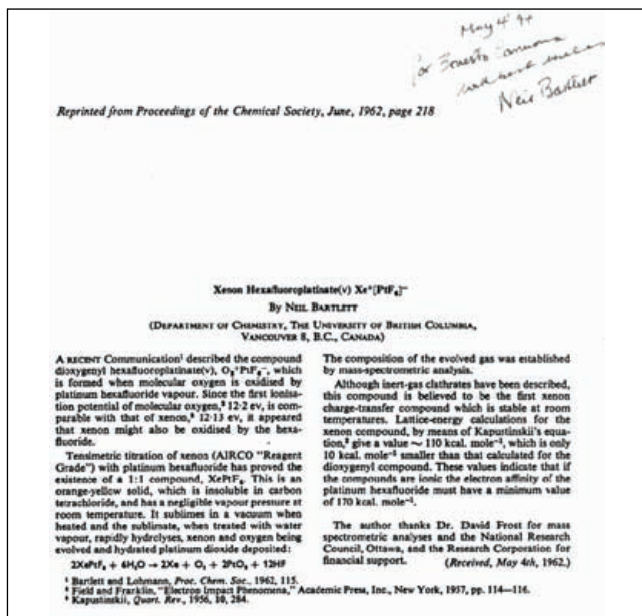 May 4 94
for Ernesto Carmona
Neil Bartlett
Reprinted from Proceedings of the Chemical Society, June, 1962, page 218
Xenon Hexafluoroplatinate(v) Xe⁺[PtF₆]⁻
By NEIL BARTLETT
(DEPARTMENT OF CHEMISTRY, THE UNIVERSITY OF BRITISH COLUMBIA,
VANCOUVER 8, B.C., CANADA)
A RECENT Communication¹ described the compound
dioxygenyl hexafluoroplatinate(v), O₂⁺PtF₆⁻, which
is formed when molecular oxygen is oxidised by
platinum hexafluoride vapour. Since the first ionisa-
tion potential of molecular oxygen,² 12·2 ev, is com-
parable with that of xenon,² 12·13 ev, it appeared
that xenon might also be oxidised by the hexa-
fluoride.
Tensimetric titration of xenon (AIRCO "Reagent
Grade") with platinum hexafluoride has proved the
existence of a 1:1 compound, XePtF₆. This is an
orange-yellow solid, which is insoluble in carbon
tetrachloride, and has a negligible vapour pressure at
room temperature. It sublimes in a vacuum when
heated and the sublimate, when treated with water
vapour, rapidly hydrolyses, xenon and oxygen being
evolved and hydrated platinum dioxide deposited:
2XePtF₆ + 6H₂O → 2Xe + O₂ + 2PtO₂ + 12HF
The composition of the evolved gas was established
by mass-spectrometric analysis.
Although inert-gas clathrates have been described,
this compound is believed to be the first xenon
charge-transfer compound which is stable at room
temperatures. Lattice-energy calculations for the
xenon compound, by means of Kapustinskii's equa-
tion,³ give a value ~ 110 kcal. mole⁻¹, which is only
10 kcal. mole⁻¹ smaller than that calculated for the
dioxygenyl compound. These values indicate that if
the compounds are ionic the electron affinity of the
platinum hexafluoride must have a minimum value
of 170 kcal. mole⁻¹.
The author thanks Dr. David Frost for mass
spectrometric analyses and the National Research
Council, Ottawa, and the Research Corporation for
financial support.
(Received, May 4th, 1962.)
¹ Bartlett and Lohmann, Proc. Chem. Soc., 1962, 115.
² Field and Franklin, "Electron Impact Phenomena," Academic Press, Inc., New York, 1957, pp. 114—116.
³ Kapustinskii, Quart. Rev., 1956, 10, 284.